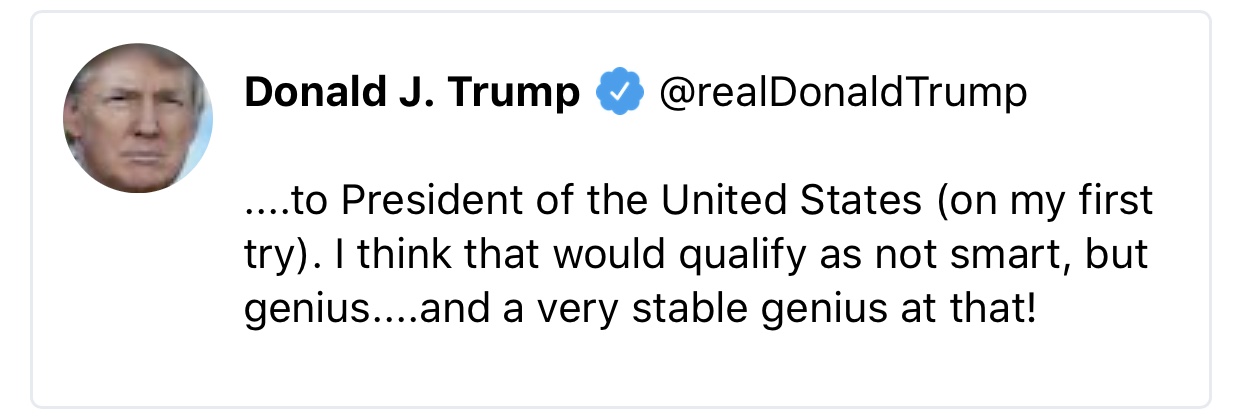 Donald J. Trump @realDonaldTrump
....to President of the United States (on my first
try). I think that would qualify as not smart, but
genius....and a very stable genius at that!